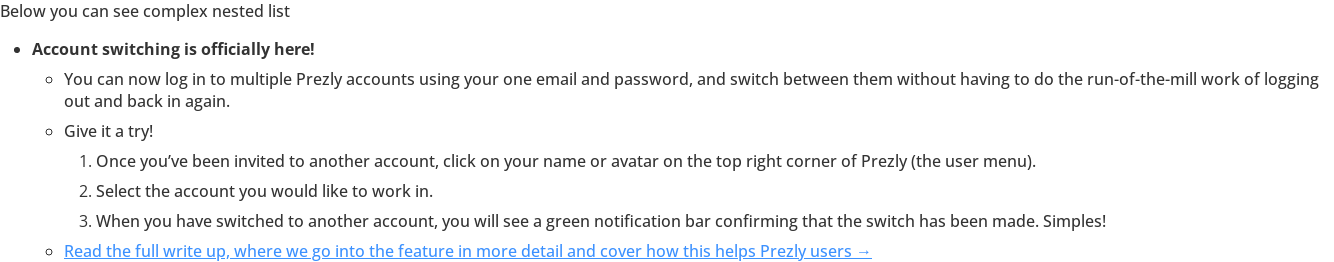 Below you can see complex nested list
• Account switching is officially here!
◦ You can now log in to multiple Prezly accounts using your one email and password, and switch between them without having to do the run-of-the-mill work of logging
out and back in again.
◦ Give it a try!
1. Once you’ve been invited to another account, click on your name or avatar on the top right corner of Prezly (the user menu).
2. Select the account you would like to work in.
3. When you have switched to another account, you will see a green notification bar confirming that the switch has been made. Simples!
◦ Read the full write up, where we go into the feature in more detail and cover how this helps Prezly users →